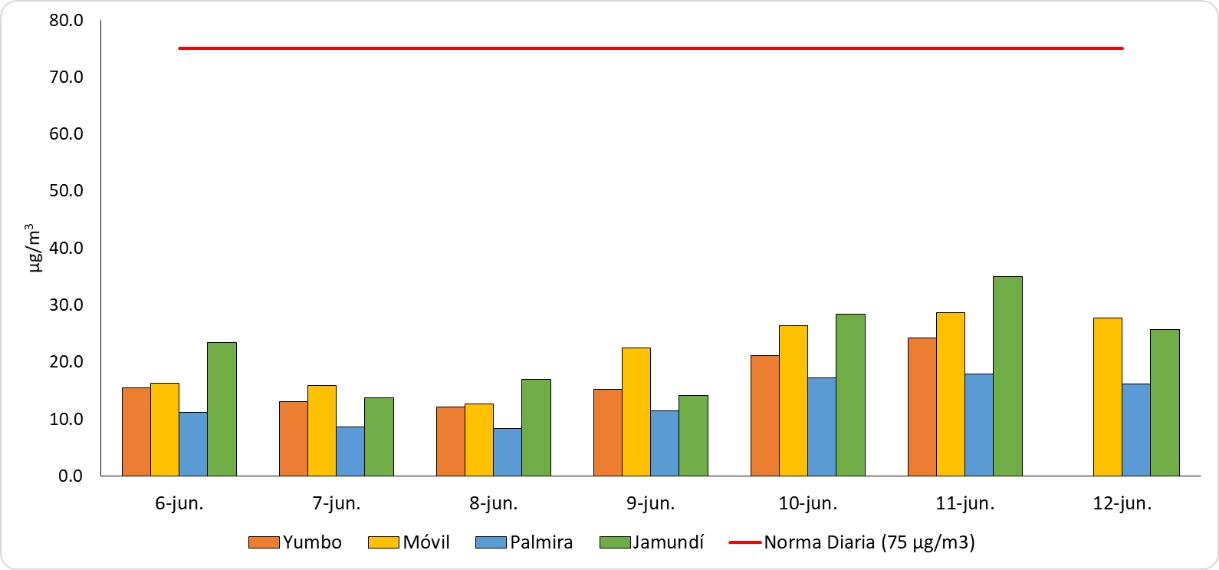 80.0
70.0
60.0
50.0
40.0
30.0
20.0
10.0
0.0
µg/m³
6-jun.
7-jun.
8-jun.
9-jun.
10-jun.
11-jun.
12-jun.
Yumbo
Móvil
Palmira
Jamundí
Norma Diaria (75 µg/m3)